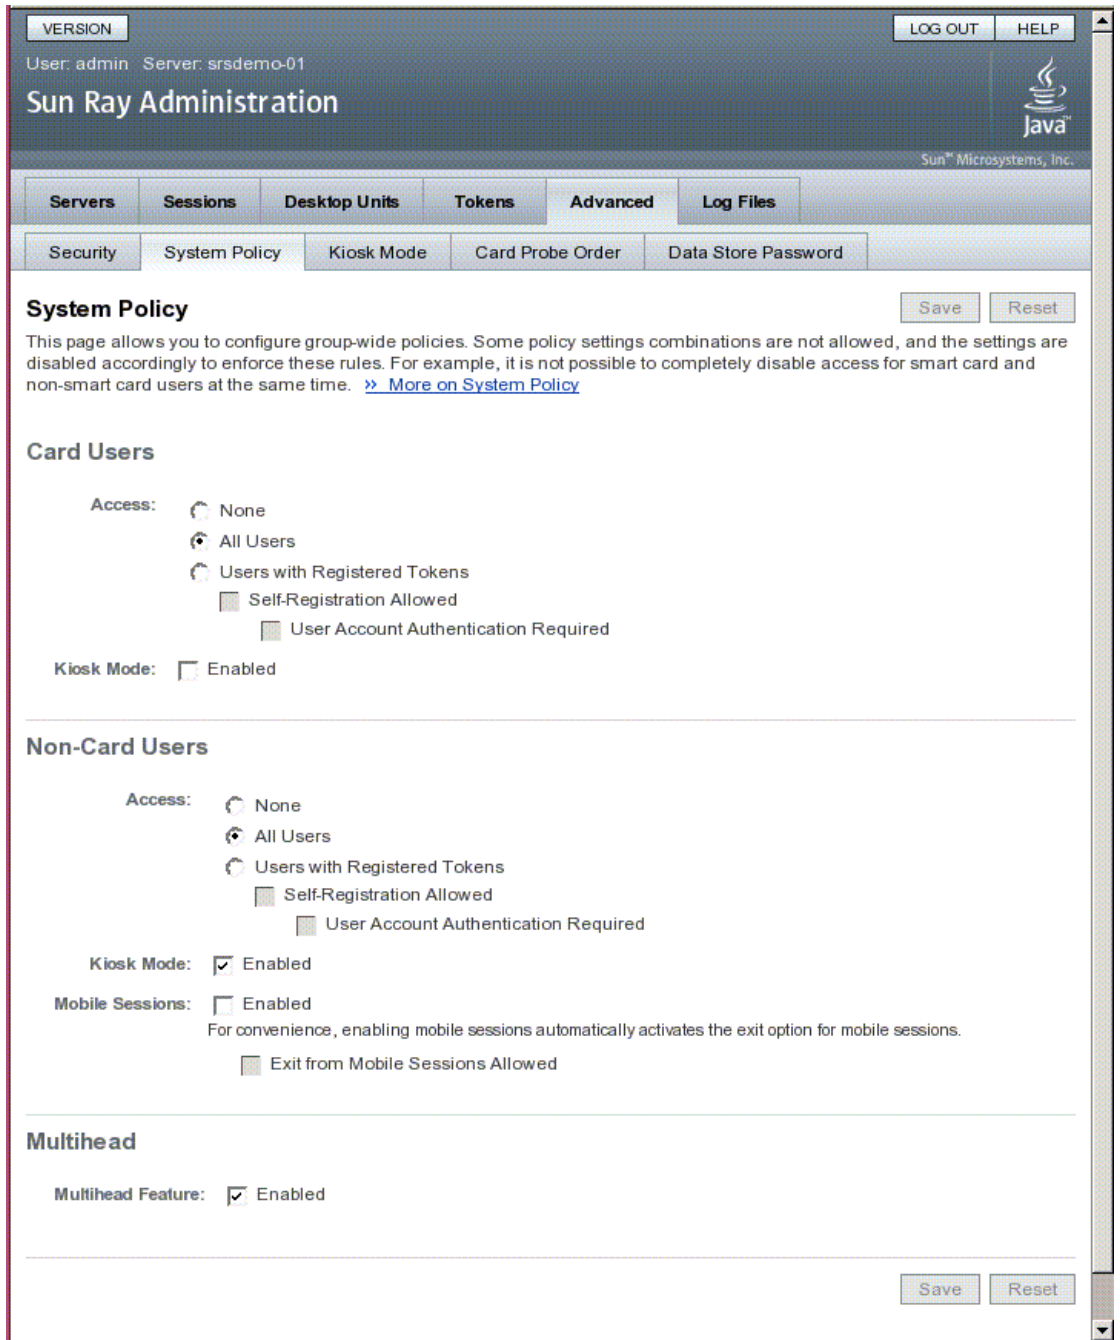 VERSION LOG OUT HELP
User: admin Server: srsdemo-01
Sun Ray Administration
Java™
Sun™ Microsystems, Inc.
Servers Sessions Desktop Units Tokens Advanced Log Files
Security System Policy Kiosk Mode Card Probe Order Data Store Password
System Policy Save Reset
This page allows you to configure group-wide policies. Some policy settings combinations are not allowed, and the settings are
disabled accordingly to enforce these rules. For example, it is not possible to completely disable access for smart card and
non-smart card users at the same time. » More on System Policy
Card Users
Access: None
All Users
Users with Registered Tokens
Self-Registration Allowed
User Account Authentication Required
Kiosk Mode: Enabled
Non-Card Users
Access: None
All Users
Users with Registered Tokens
Self-Registration Allowed
User Account Authentication Required
Kiosk Mode: Enabled
Mobile Sessions: Enabled
For convenience, enabling mobile sessions automatically activates the exit option for mobile sessions.
Exit from Mobile Sessions Allowed
Multihead
Multihead Feature: Enabled
Save Reset